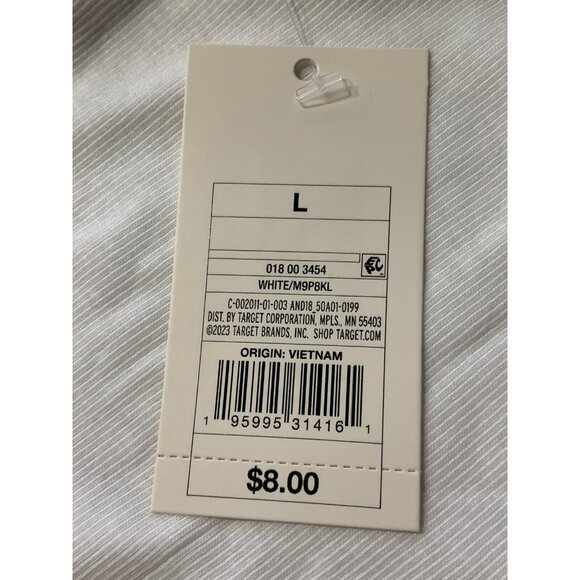 L
018 00 3454
WHITE/M9P8KL
C-002011-01-003 AND18_50A01-0199
DIST. BY TARGET CORPORATION, MPLS., MN 55403
©2023 TARGET BRANDS, INC. SHOP TARGET.COM
ORIGIN: VIETNAM
1 95995 31416 1
$8.00